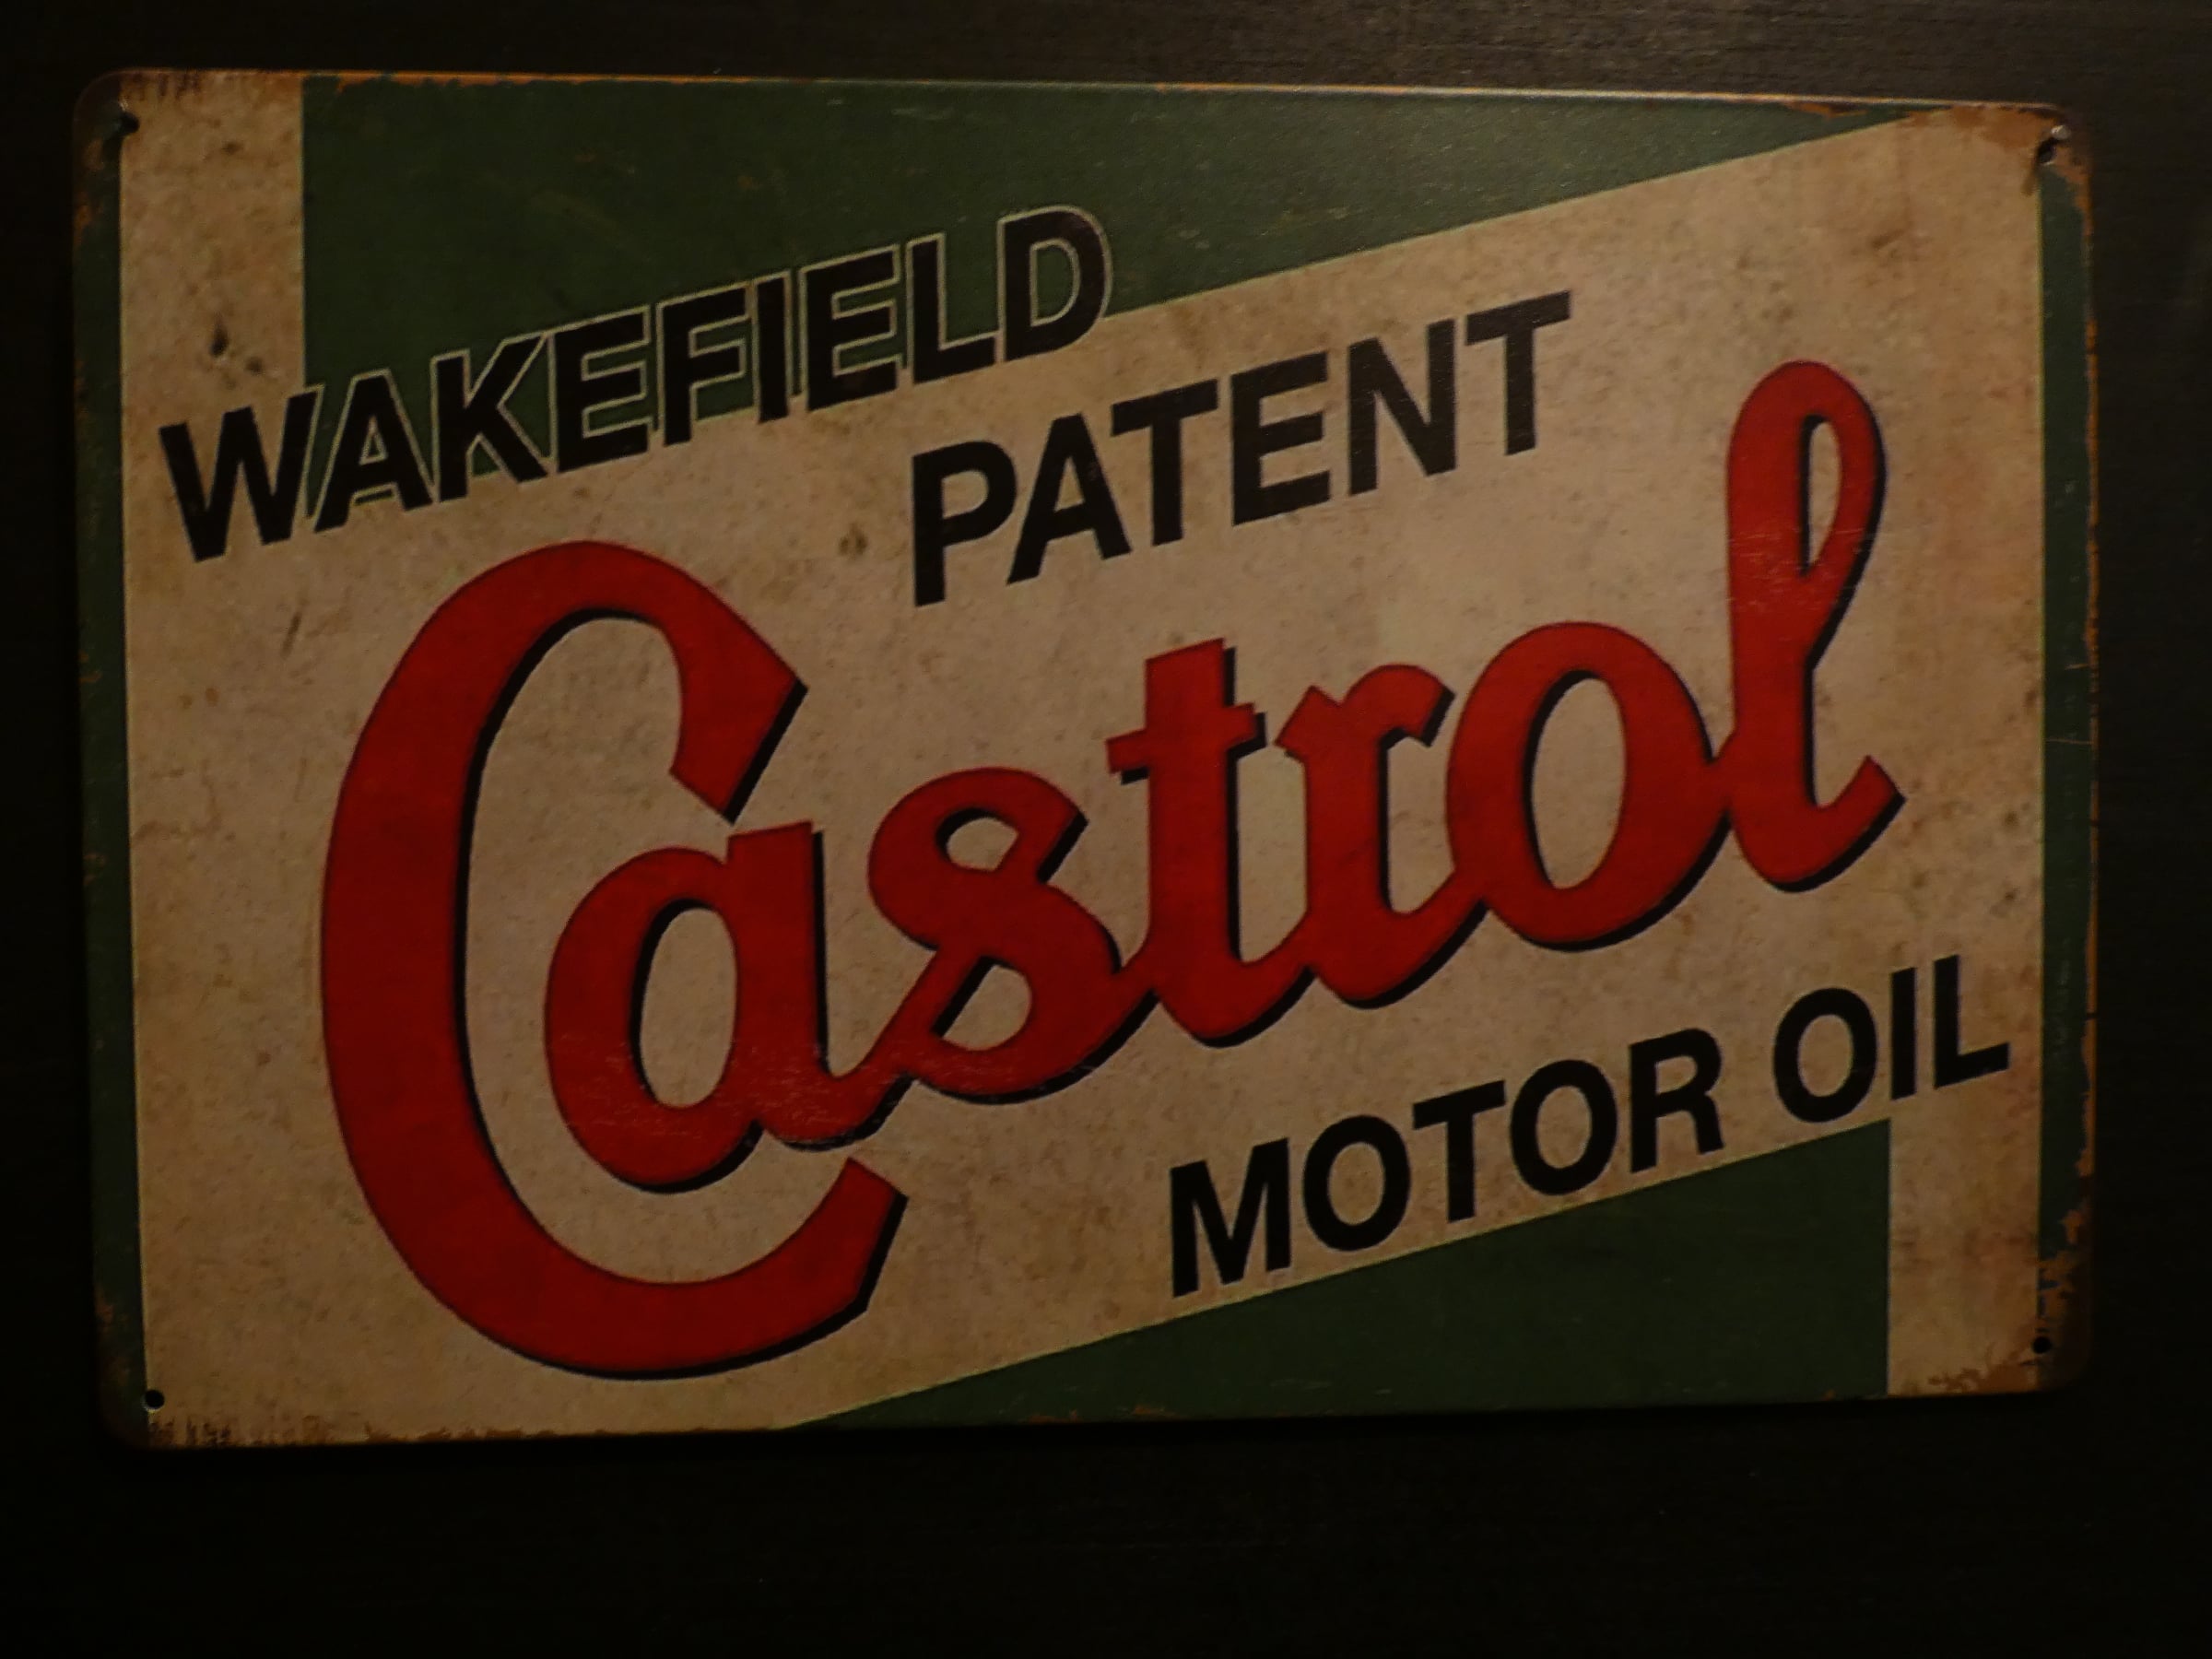 WAKEFIELD
PATENT
Castrol
MOTOR OIL